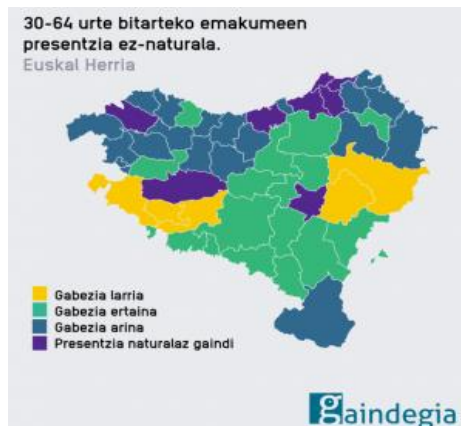 30-64 urte bitarteko emakumeen
presentzia ez-naturala.
Euskal Herria
Gabezia larria
Gabezia ertaina
Gabezia arina
Presentzia naturalaz gaindi
gaindegia